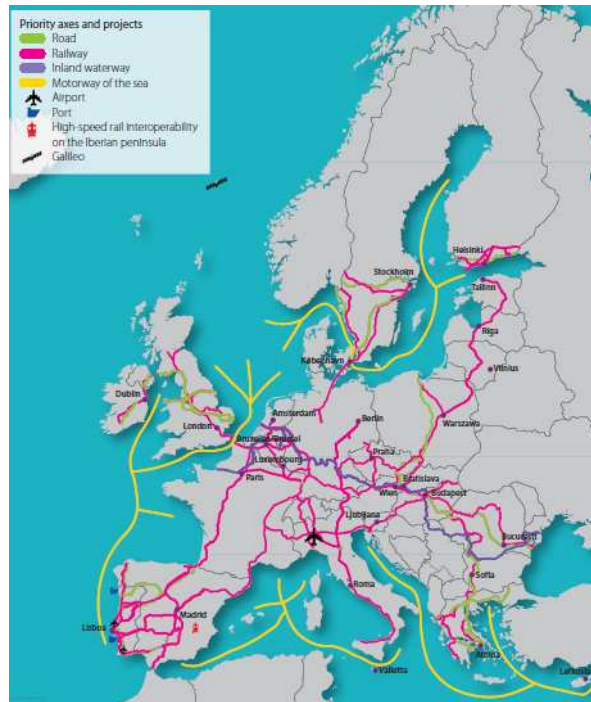 Priority axes and projects
Road
Railway
Inland waterway
Motorway of the sea
Airport
Port
High-speed rail interoperability
on the Iberian peninsula
Galileo
Helsinki
Stockholm
Tallinn
Riga
København
Vilnius
Dublin
Amsterdam
Berlin
London
Warszawa
Bruxelles/Brussel
Luxembourg
Praha
Paris
Bratislava
Wien
Budapest
Ljubljana
Bucuresti
Sofia
Roma
Madrid
Lisboa
Athina
Valletta